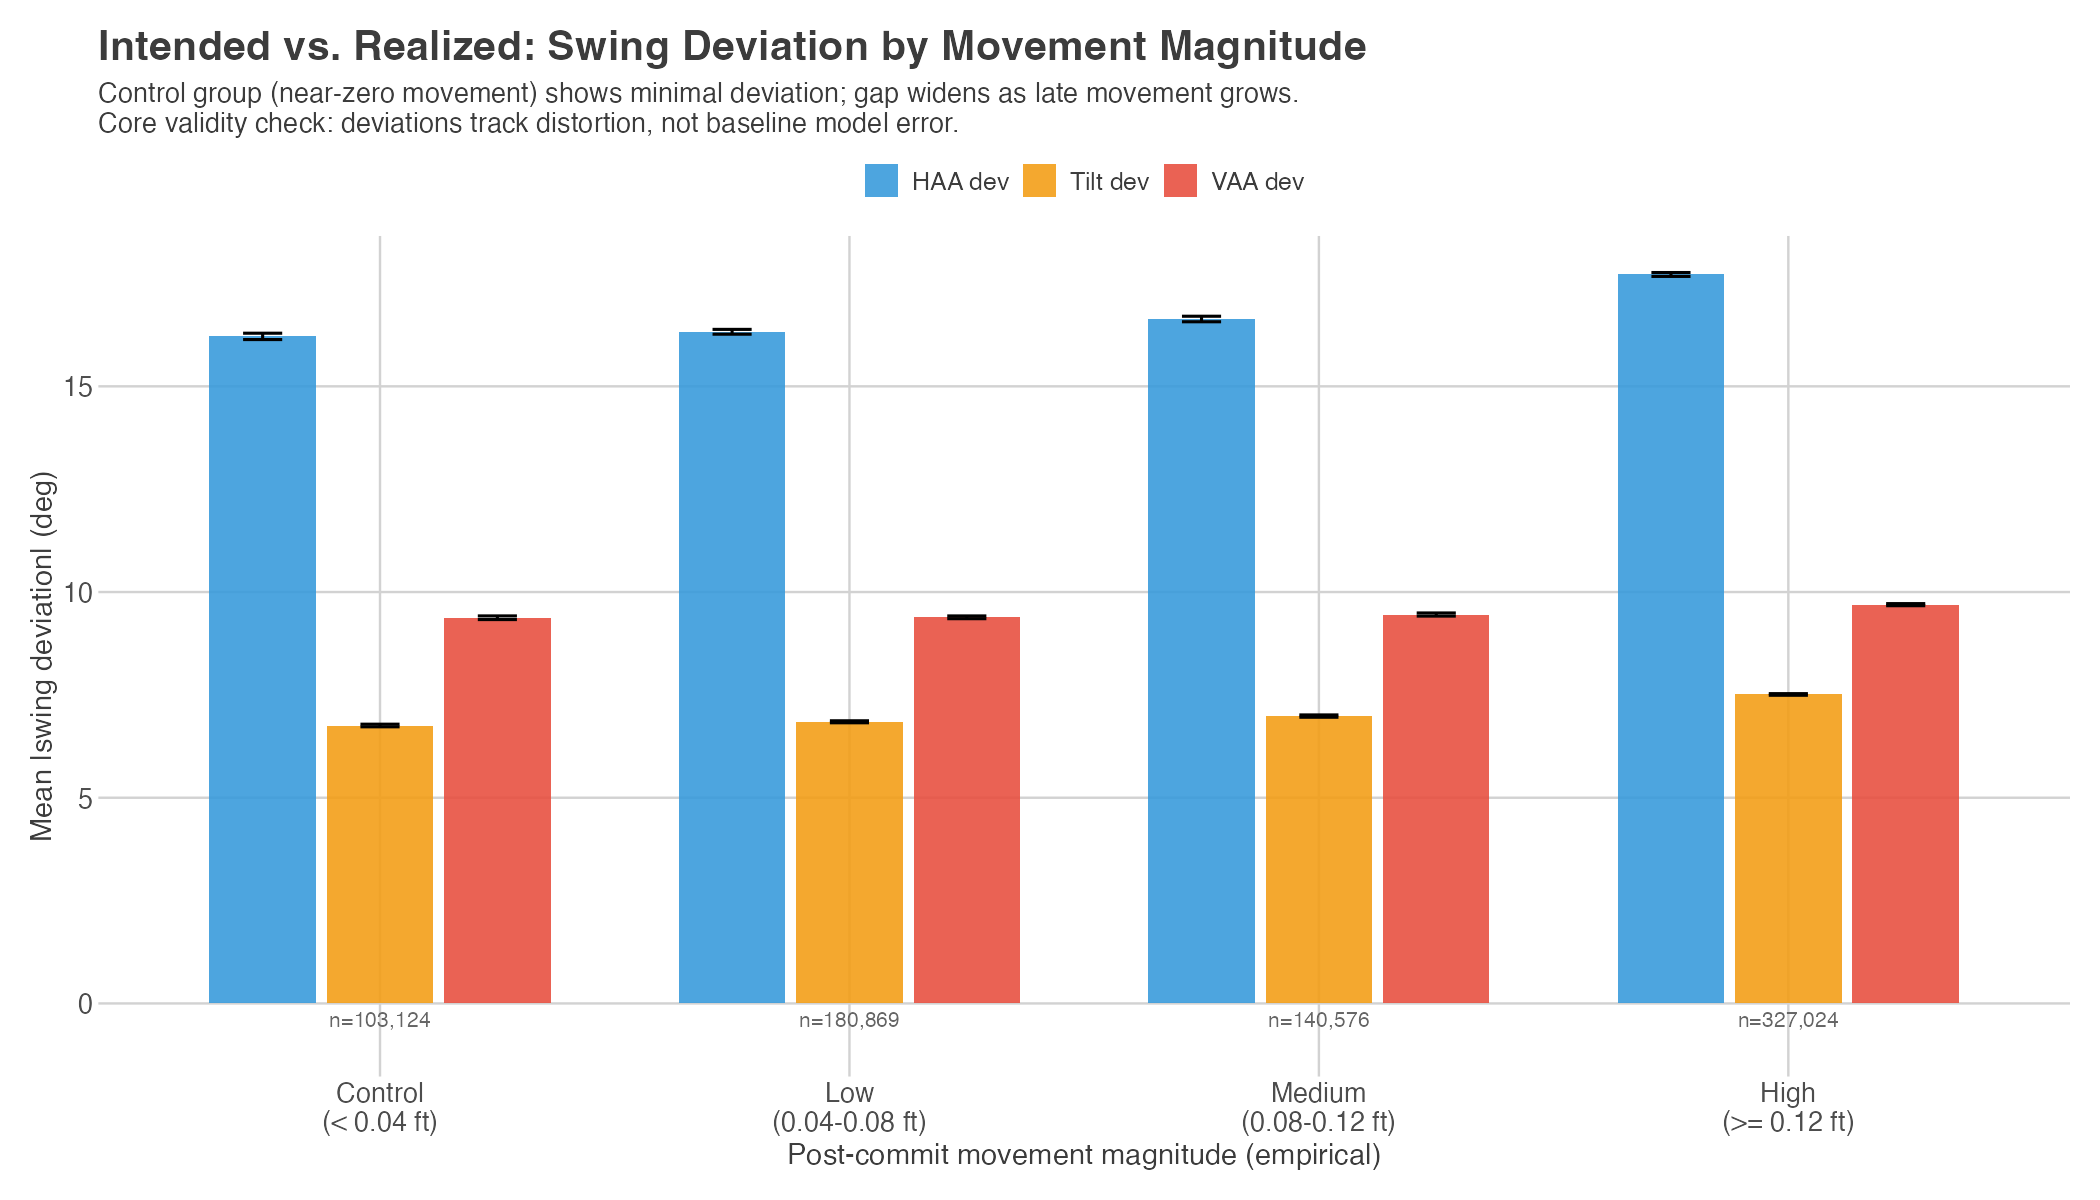 Intended vs. Realized: Swing Deviation by Movement Magnitude
Control group (near-zero movement) shows minimal deviation; gap widens as late movement grows.
Core validity check: deviations track distortion, not baseline model error.
HAA dev
Tilt dev
VAA dev
Mean |swing deviation| (deg)
15
10
5
0
n=103,124
n=180,869
n=140,576
n=327,024
Control
(< 0.04 ft)
Low
(0.04-0.08 ft)
Medium
(0.08-0.12 ft)
High
(>= 0.12 ft)
Post-commit movement magnitude (empirical)